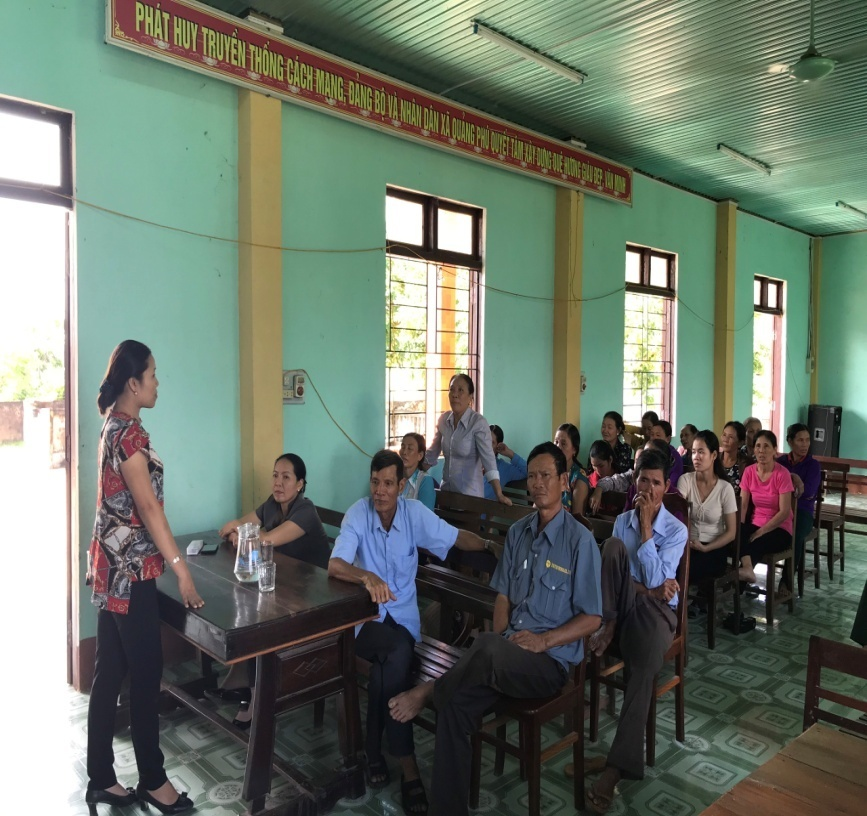 PHÁT HUY TRUYỀN THỐNG CÁCH MẠNG, ĐẢNG BỘ VÀ NHÂN DÂN XÃ QUẢNG PHÚ QUYẾT TÂM XÂY DỰNG QUÊ HƯƠNG GIÀU ĐẸP, VĂN MINH